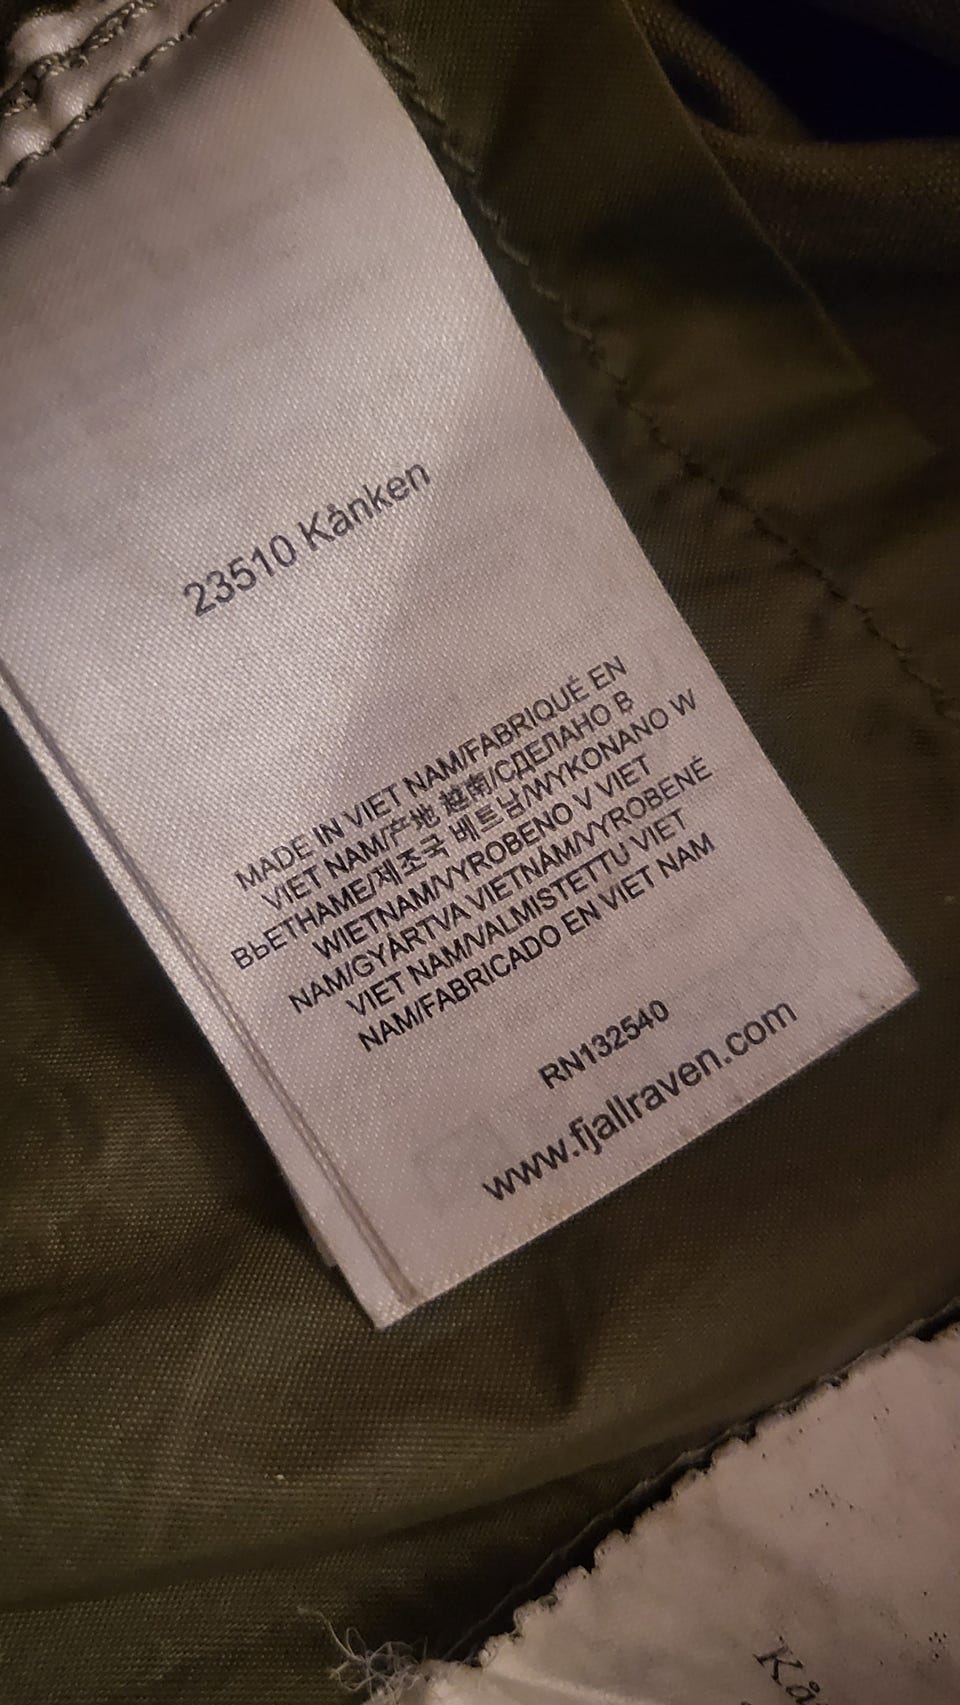 23510 Kånken
MADE IN VIET NAM/FABRIQUÉ EN
VIET NAM/产地 越南/СДЕЛАНО В
ВЬЕТНАМЕ/제조국 베트남/WYKONANO W
WIETNAM/VYROBENO V VIET
NAM/GYÁRTVA VIETNÁM/VYROBENÉ
VIET NAM/VALMISTETTU VIET
NAM/FABRICADO EN VIET NAM
RN132540
www.fjallraven.com